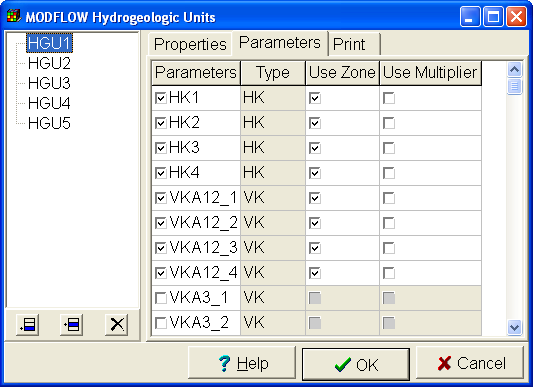 MODFLOW Hydrogeologic Units
HGU1
HGU2
HGU3
HGU4
HGU5
Properties Parameters Print
Parameters Type Use Zone Use Multiplier
HK1 HK
HK2 HK
HK3 HK
HK4 HK
VKA12_1 VK
VKA12_2 VK
VKA12_3 VK
VKA12_4 VK
VKA3_1 VK
VKA3_2 VK
? Help OK Cancel